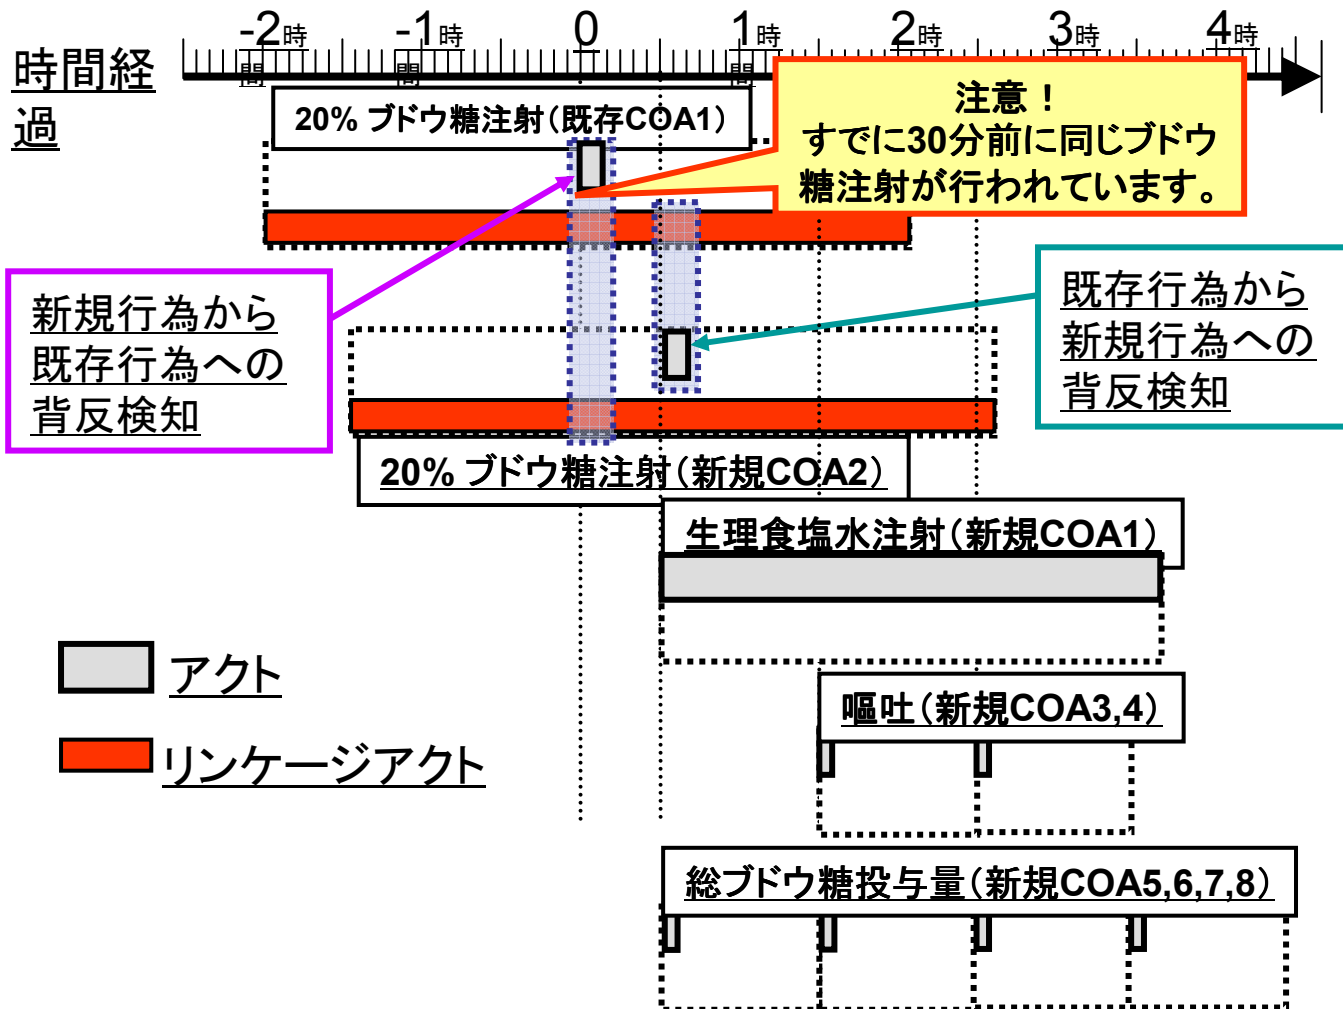 -2時間
-1時間
0
1時
2時
3時
4時
時間経
過
20% ブドウ糖注射(既存COA1)
注意！
すでに30分前に同じブドウ
糖注射が行われています。
新規行為から
既存行為への
背反検知
既存行為から
新規行為への
背反検知
20% ブドウ糖注射(新規COA2)
生理食塩水注射(新規COA1)
アクト
リンケージアクト
嘔吐(新規COA3,4)
総ブドウ糖投与量(新規COA5,6,7,8)